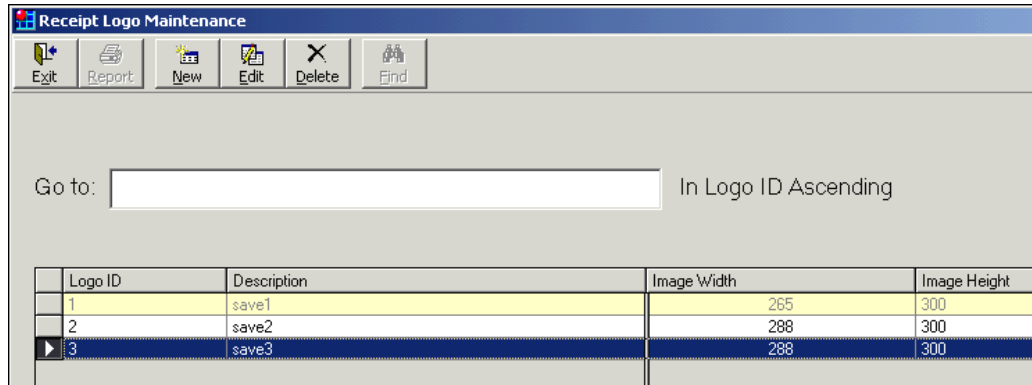 Receipt Logo Maintenance
Exit Report New Edit Delete Find
Go to: In Logo ID Ascending
Logo ID Description Image Width Image Height
1 save1 265 300
2 save2 288 300
3 save3 288 300